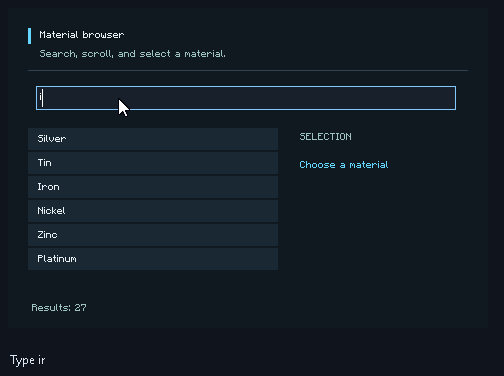 Material browser
Search, scroll, and select a material.
i
Silver
Tin
Iron
Nickel
Zinc
Platinum
SELECTION
Choose a material
Results: 27
Type ir